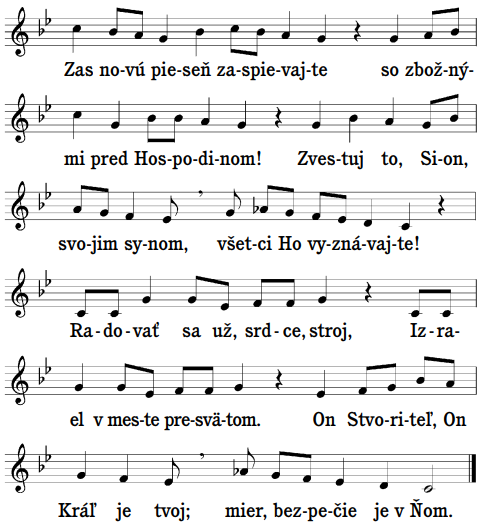 Zas no-vú pie-seň za-spie-vaj-te so zbož-ný-
mi pred Hos-po-di-nom! Zves-tuj to, Si-on,
svo-jim sy-nom, všet-ci Ho vy-zná-vaj-te!
Ra-do-vať sa už, srd-ce, stroj, Iz-ra-
el v mes-te pre-svä-tom. On Stvo-ri-teľ, On
Kráľ je tvoj; mier, bez-pe-čie je v Ňom.